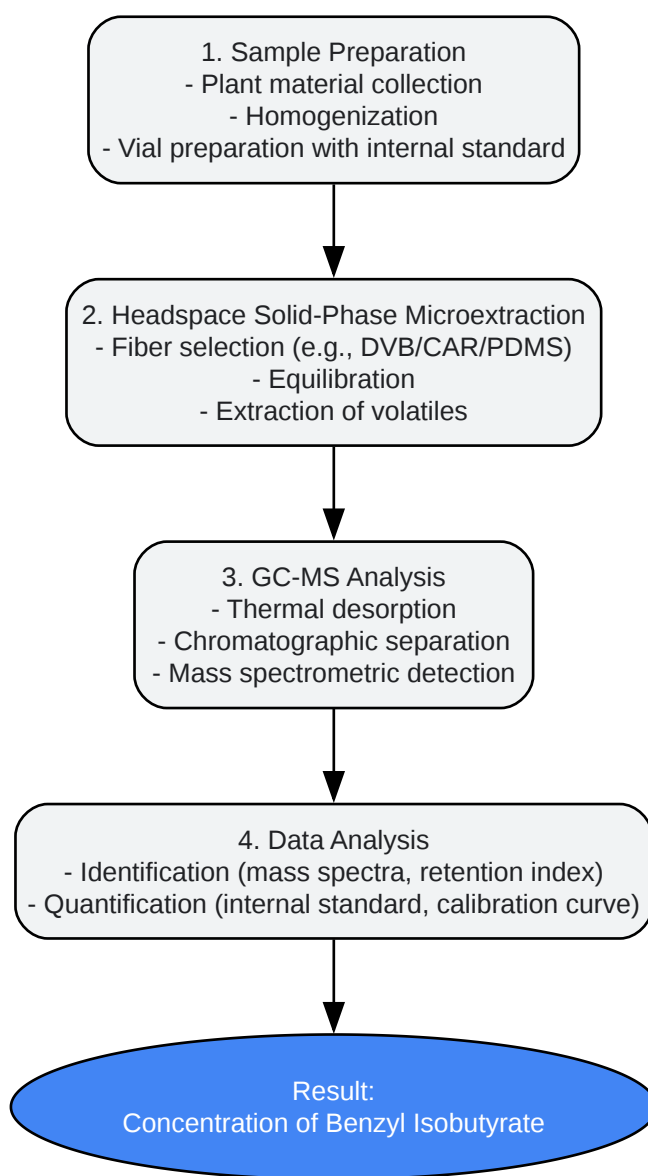 1. Sample Preparation
- Plant material collection
- Homogenization
- Vial preparation with internal standard
2. Headspace Solid-Phase Microextraction
- Fiber selection (e.g., DVB/CAR/PDMS)
- Equilibration
- Extraction of volatiles
3. GC-MS Analysis
- Thermal desorption
- Chromatographic separation
- Mass spectrometric detection
4. Data Analysis
- Identification (mass spectra, retention index)
- Quantification (internal standard, calibration curve)
Result:
Concentration of Benzyl Isobutyrate